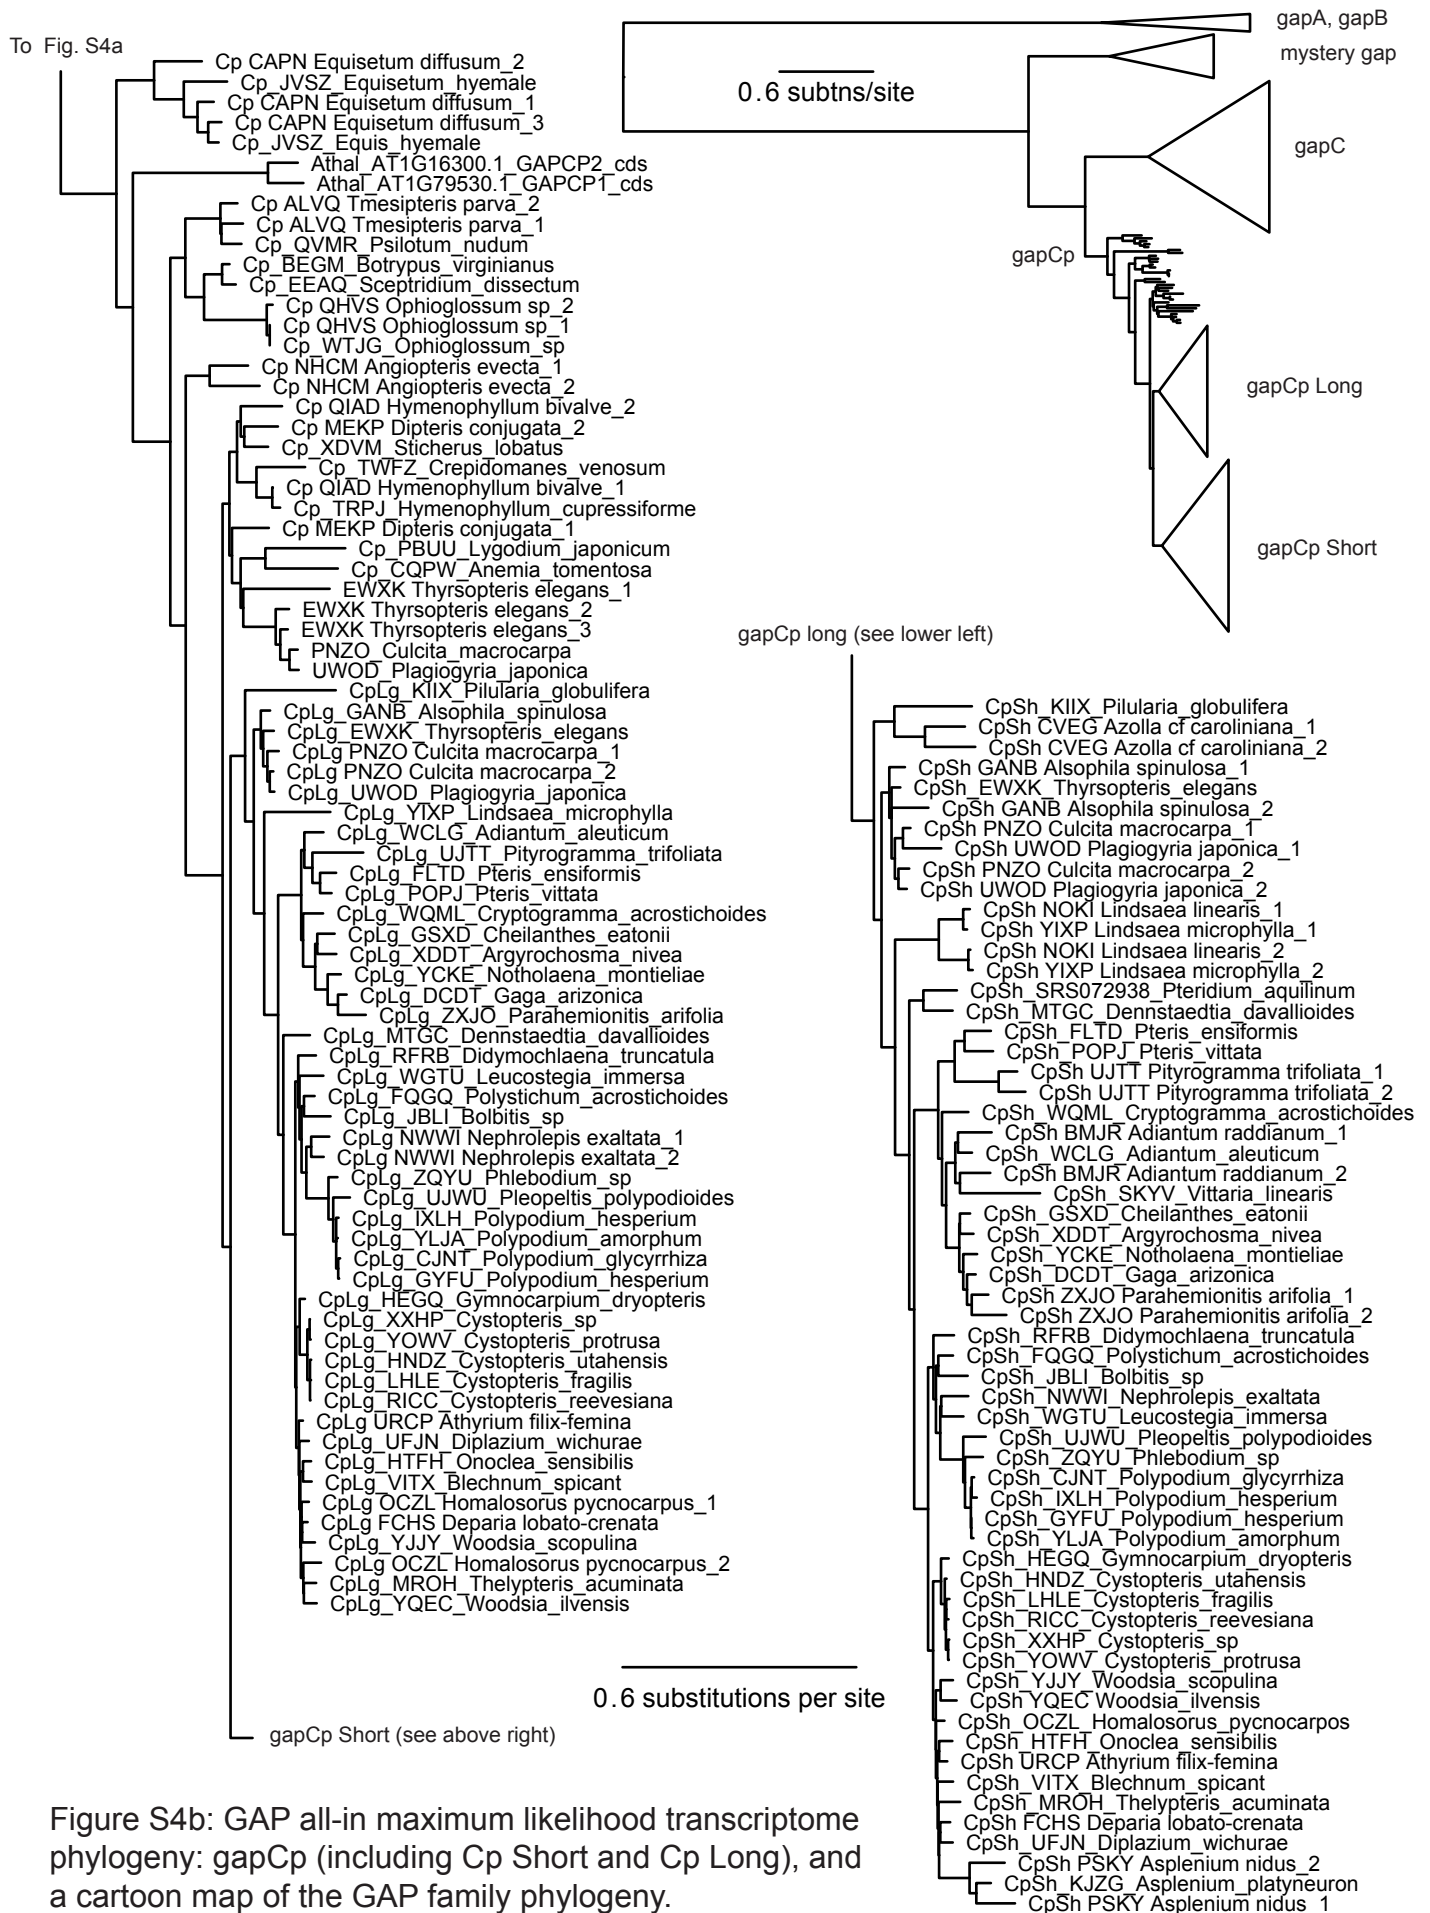 To Fig. S4a
Cp CAPN Equisetum diffusum_2
Cp_JVSZ_Equisetum_hyemale
Cp CAPN Equisetum diffusum_1
Cp CAPN Equisetum diffusum_3
Cp_JVSZ_Equis_hyemale
Athal_AT1G16300.1_GAPCP2_cds
Athal_AT1G79530.1_GAPCP1_cds
Cp ALVQ Tmesipteris parva_2
Cp ALVQ Tmesipteris parva_1
Cp_QVMR_Psilotum_nudum
Cp_BEGM_Botrypus_virginianus
Cp_EEAQ_Sceptridium_dissectum
Cp QHVS Ophioglossum sp_2
Cp QHVS Ophioglossum sp_1
Cp_WTJG_Ophioglossum_sp
Cp NHCM Angiopteris evecta_1
Cp NHCM Angiopteris evecta_2
Cp QIAD Hymenophyllum bivalve_2
Cp MEKP Dipteris conjugata_2
Cp_XDVM_Sticherus_lobatus
Cp_TWFZ_Crepidomanes_venosum
Cp QIAD Hymenophyllum bivalve_1
Cp_TRPJ_Hymenophyllum_cupressiforme
Cp MEKP Dipteris conjugata_1
Cp_PBUU_Lygodium_japonicum
Cp_CQPW_Anemia_tomentosa
EWXK Thyrsopteris elegans_1
EWXK Thyrsopteris elegans_2
EWXK Thyrsopteris elegans_3
PNZO_Culcita_macrocarpa
UWOD_Plagiogyria_japonica
CpLg_KIIX_Pilularia_globulifera
CpLg_GANB_Alsophila_spinulosa
CpLg_EWXK_Thyrsopteris_elegans
CpLg PNZO Culcita macrocarpa_1
CpLg PNZO Culcita macrocarpa_2
CpLg_UWOD_Plagiogyria_japonica
CpLg_YIXP_Lindsaea_microphylla
CpLg_WCLG_Adiantum_aleuticum
CpLg_UJTT_Pityrogramma_trifoliata
CpLg_FLTD_Pteris_ensiformis
CpLg_POPJ_Pteris_vittata
CpLg_WQML_Cryptogramma_acrostichoides
CpLg_GSXD_Cheilanthes_eatonii
CpLg_XDDT_Argyrochosma_nivea
CpLg_YCKE_Notholaena_montieliae
CpLg_DCDT_Gaga_arizonica
CpLg_ZXJO_Parahemionitis_arifolia
CpLg_MTGC_Dennstaedtia_davallioides
CpLg_RFRB_Didymochlaena_truncatula
CpLg_WGTU_Leucostegia_immersa
CpLg_FQGQ_Polystichum_acrostichoides
CpLg_JBLI_Bolbitis_sp
CpLg NWWI Nephrolepis exaltata_1
CpLg NWWI Nephrolepis exaltata_2
CpLg_ZQYU_Phlebodium_sp
CpLg_UJWU_Pleopeltis_polypodioides
CpLg_IXLH_Polypodium_hesperium
CpLg_YLJA_Polypodium_amorphum
CpLg_CJNT_Polypodium_glycyrrhiza
CpLg_GYFU_Polypodium_hesperium
CpLg_HEGQ_Gymnocarpium_dryopteris
CpLg_XXHP_Cystopteris_sp
CpLg_YOWV_Cystopteris_protrusa
CpLg_HNDZ_Cystopteris_utahensis
CpLg_LHLE_Cystopteris_fragilis
CpLg_RICC_Cystopteris_reevesiana
CpLg URCP Athyrium filix-femina
CpLg_UFJN_Diplazium_wichurae
CpLg_HTFH_Onoclea_sensibilis
CpLg_VITX_Blechnum_spicant
CpLg OCZL Homalosorus pycnocarpus_1
CpLg FCHS Deparia lobato-crenata
CpLg_YJJY_Woodsia_scopulina
CpLg OCZL Homalosorus pycnocarpus_2
CpLg_MROH_Thelypteris_acuminata
CpLg_YQEC_Woodsia_ilvensis
gapCp Short (see above right)
0.6 substitutions per site
gapA, gapB
mystery gap
0.6 subtns/site
gapC
gapCp
gapCp Long
gapCp Short
gapCp long (see lower left)
CpSh_KIIX_Pilularia_globulifera
CpSh CVEG Azolla cf caroliniana_1
CpSh CVEG Azolla cf caroliniana_2
CpSh GANB Alsophila spinulosa_1
CpSh_EWXK_Thyrsopteris_elegans
CpSh GANB Alsophila spinulosa_2
CpSh PNZO Culcita macrocarpa_1
CpSh UWOD Plagiogyria japonica_1
CpSh PNZO Culcita macrocarpa_2
CpSh UWOD Plagiogyria japonica_2
CpSh NOKI Lindsaea linearis_1
CpSh YIXP Lindsaea microphylla_1
CpSh NOKI Lindsaea linearis_2
CpSh YIXP Lindsaea microphylla_2
CpSh_SRS072938_Pteridium_aquilinum
CpSh_MTGC_Dennstaedtia_davallioides
CpSh_FLTD_Pteris_ensiformis
CpSh_POPJ_Pteris_vittata
CpSh UJTT Pityrogramma trifoliata_1
CpSh UJTT Pityrogramma trifoliata_2
CpSh_WQML_Cryptogramma_acrostichoides
CpSh BMJR Adiantum raddianum_1
CpSh_WCLG_Adiantum_aleuticum
CpSh BMJR Adiantum raddianum_2
CpSh_SKYV_Vittaria_linearis
CpSh_GSXD_Cheilanthes_eatonii
CpSh_XDDT_Argyrochosma_nivea
CpSh_YCKE_Notholaena_montieliae
CpSh_DCDT_Gaga_arizonica
CpSh ZXJO Parahemionitis arifolia_1
CpSh ZXJO Parahemionitis arifolia_2
CpSh_RFRB_Didymochlaena_truncatula
CpSh_FQGQ_Polystichum_acrostichoides
CpSh_JBLI_Bolbitis_sp
CpSh_NWWI_Nephrolepis_exaltata
CpSh_WGTU_Leucostegia_immersa
CpSh_UJWU_Pleopeltis_polypodioides
CpSh_ZQYU_Phlebodium_sp
CpSh_CJNT_Polypodium_glycyrrhiza
CpSh_IXLH_Polypodium_hesperium
CpSh_GYFU_Polypodium_hesperium
CpSh_YLJA_Polypodium_amorphum
CpSh_HEGQ_Gymnocarpium_dryopteris
CpSh_HNDZ_Cystopteris_utahensis
CpSh_LHLE_Cystopteris_fragilis
CpSh_RICC_Cystopteris_reevesiana
CpSh_XXHP_Cystopteris_sp
CpSh_YOWV_Cystopteris_protrusa
CpSh_YJJY_Woodsia_scopulina
CpSh YQEC Woodsia_ilvensis
CpSh_OCZL_Homalosorus_pycnocarpos
CpSh_HTFH_Onoclea_sensibilis
CpSh URCP Athyrium filix-femina
CpSh_VITX_Blechnum_spicant
CpSh_MROH_Thelypteris_acuminata
CpSh FCHS Deparia lobato-crenata
CpSh_UFJN_Diplazium_wichurae
CpSh PSKY Asplenium nidus_2
CpSh_KJZG_Asplenium_platyneuron
CpSh PSKY Asplenium nidus_1
Figure S4b: GAP all-in maximum likelihood transcriptome
phylogeny: gapCp (including Cp Short and Cp Long), and
a cartoon map of the GAP family phylogeny.